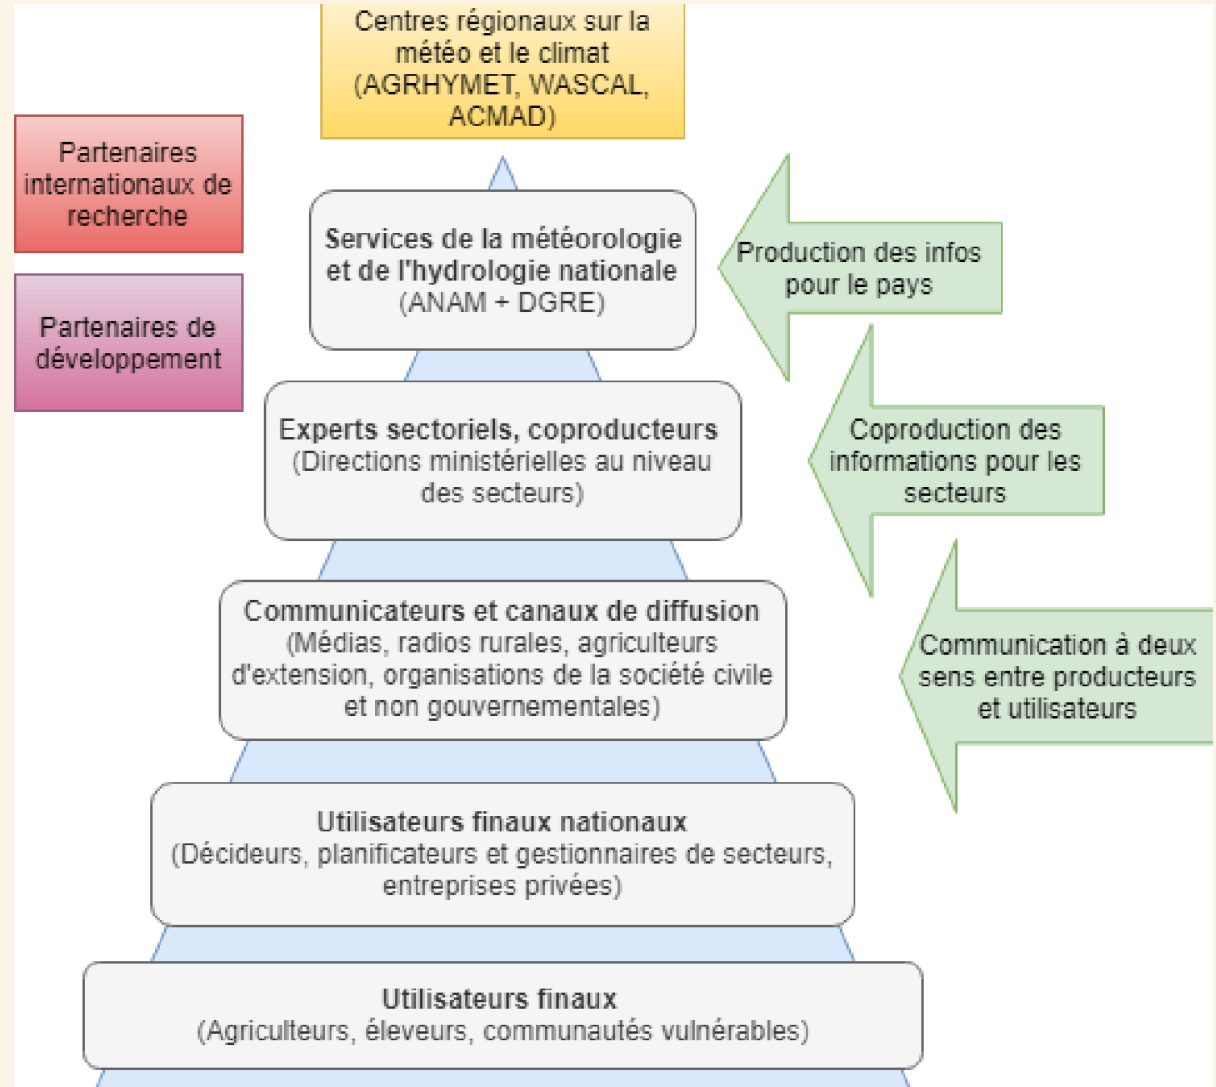 Centres régionaux sur la
météo et le climat
(AGRHYMET, WASCAL,
ACMAD)
Partenaires
internationaux de
recherche
Partenaires de
développement
Services de la météorologie
et de l'hydrologie nationale
(ANAM + DGRE)
Production des infos
pour le pays
Experts sectoriels, coproducteurs
(Directions ministérielles au niveau
des secteurs)
Coproduction des
informations pour les
secteurs
Communicateurs et canaux de diffusion
(Médias, radios rurales, agriculteurs
d'extension, organisations de la société civile
et non gouvernementales)
Communication à deux
sens entre producteurs
et utilisateurs
Utilisateurs finaux nationaux
(Décideurs, planificateurs et gestionnaires de secteurs,
entreprises privées)
Utilisateurs finaux
(Agriculteurs, éleveurs, communautés vulnérables)